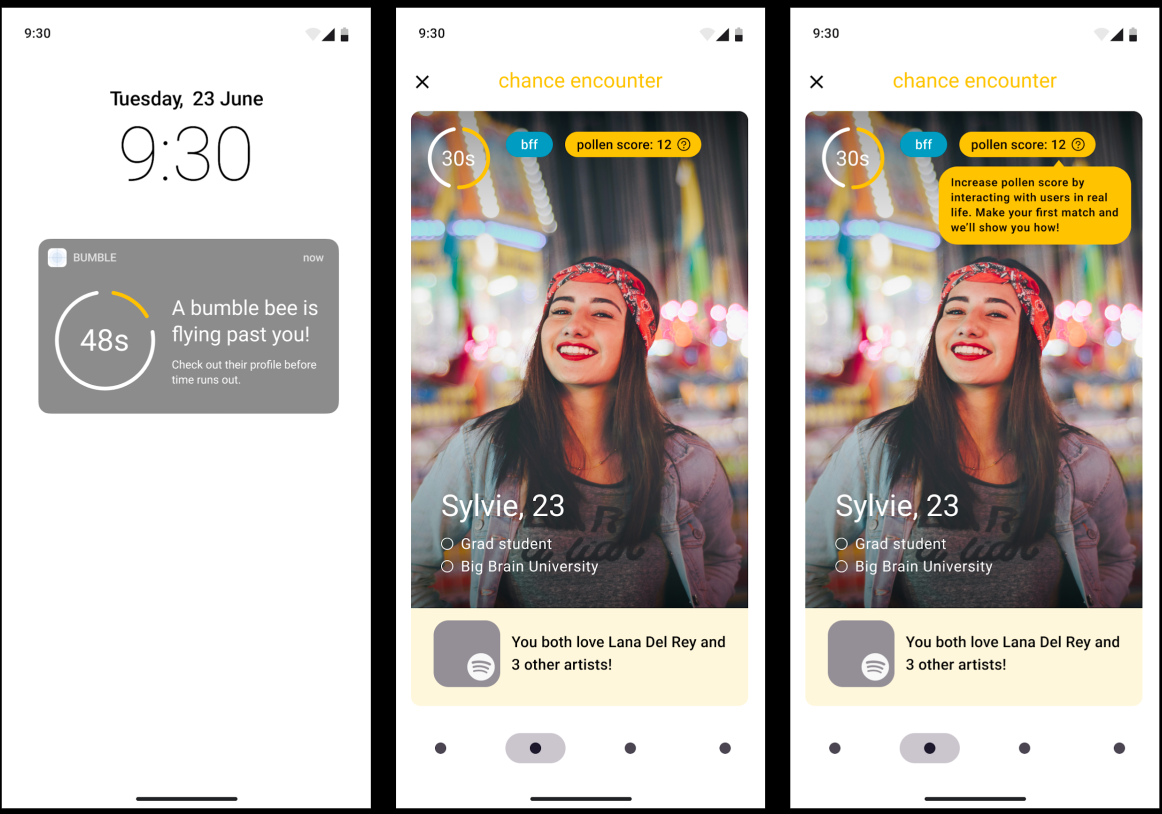 9:30
Tuesday, 23 June
9:30
BUMBLE
now
48s
A bumble bee is
flying past you!
Check out their profile before
time runs out.
9:30
chance encounter
30s
bff
pollen score: 12 ?
Sylvie, 23
Grad student
Big Brain University
You both love Lana Del Rey and
3 other artists!
9:30
chance encounter
30s
bff
pollen score: 12 ?
Increase pollen score by
interacting with users in real
life. Make your first match and
we'll show you how!
Sylvie, 23
Grad student
Big Brain University
You both love Lana Del Rey and
3 other artists!